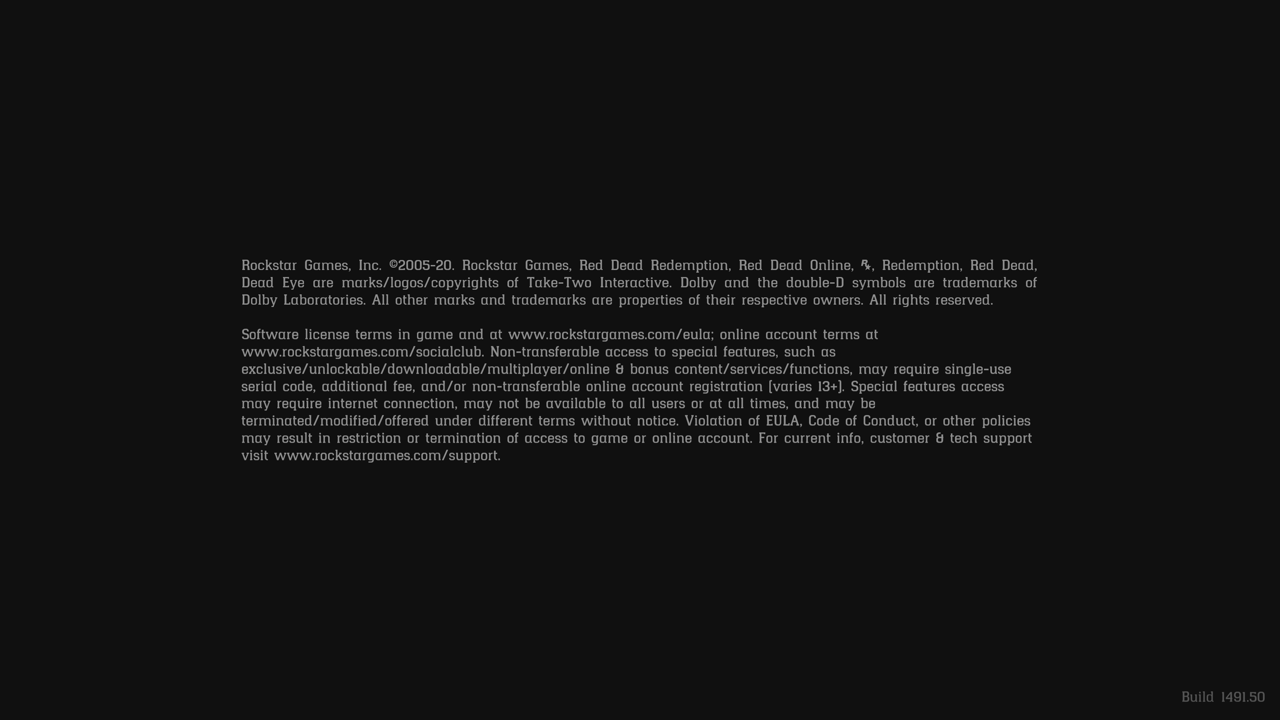 Rockstar Games, Inc. ©2005-20. Rockstar Games, Red Dead Redemption, Red Dead Online, R*, Redemption, Red Dead,
Dead Eye are marks/logos/copyrights of Take-Two Interactive. Dolby and the double-D symbols are trademarks of
Dolby Laboratories. All other marks and trademarks are properties of their respective owners. All rights reserved.
Software license terms in game and at www.rockstargames.com/eula; online account terms at
www.rockstargames.com/socialclub. Non-transferable access to special features, such as
exclusive/unlockable/downloadable/multiplayer/online & bonus content/services/functions, may require single-use
serial code, additional fee, and/or non-transferable online account registration (varies 13+). Special features access
may require internet connection, may not be available to all users or at all times, and may be
terminated/modified/offered under different terms without notice. Violation of EULA, Code of Conduct, or other policies
may result in restriction or termination of access to game or online account. For current info, customer & tech support
visit www.rockstargames.com/support.
Build 1491.50